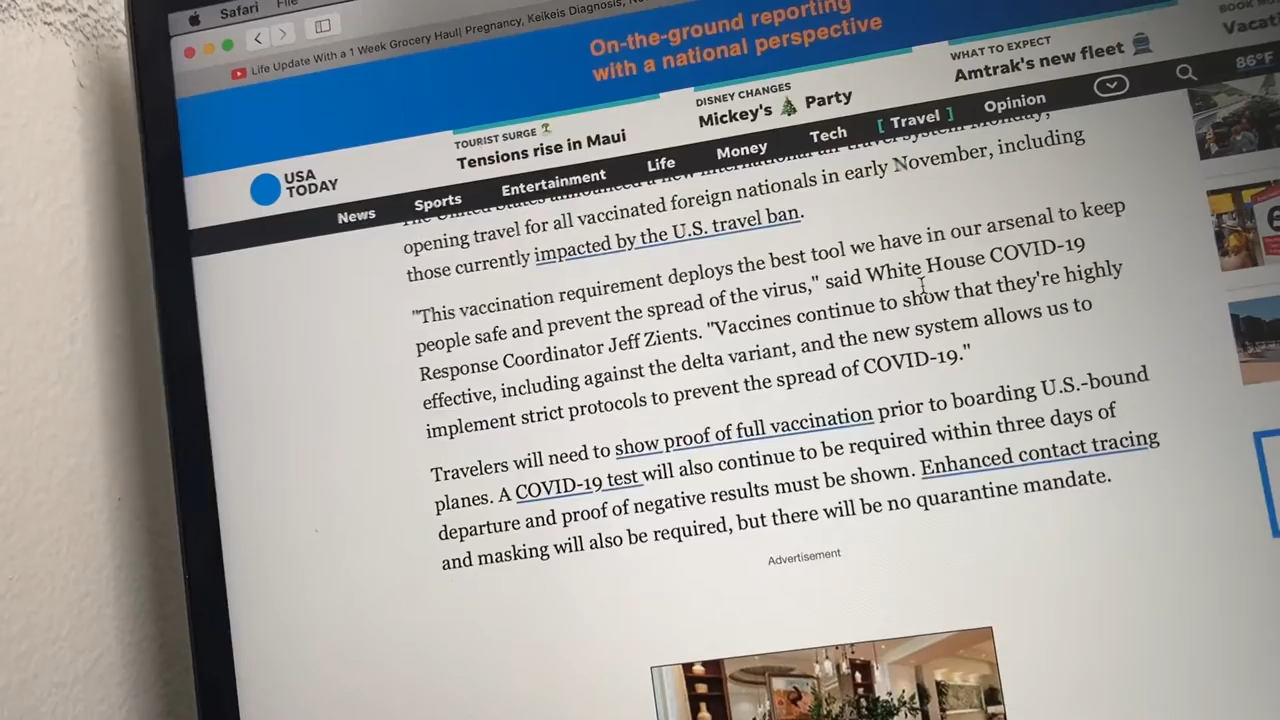 Safari File
Life Update With a 1 Week Grocery Haul| Pregnancy, Keikeis Diagnosis,
On-the-ground reporting
with a national perspective
TOURIST SURGE
Tensions rise in Maui
DISNEY CHANGES
Mickey's 🎄 Party
WHAT TO EXPECT
Amtrak's new fleet
USA
TODAY
News Sports Entertainment Life Money Tech [ Travel ] Opinion 86°F
opening travel for all vaccinated foreign nationals in early November, including
those currently impacted by the U.S. travel ban.
"This vaccination requirement deploys the best tool we have in our arsenal to keep
people safe and prevent the spread of the virus," said White House COVID-19
Response Coordinator Jeff Zients. "Vaccines continue to show that they're highly
effective, including against the delta variant, and the new system allows us to
implement strict protocols to prevent the spread of COVID-19."
Travelers will need to show proof of full vaccination prior to boarding U.S.-bound
planes. A COVID-19 test will also continue to be required within three days of
departure and proof of negative results must be shown. Enhanced contact tracing
and masking will also be required, but there will be no quarantine mandate.
Advertisement